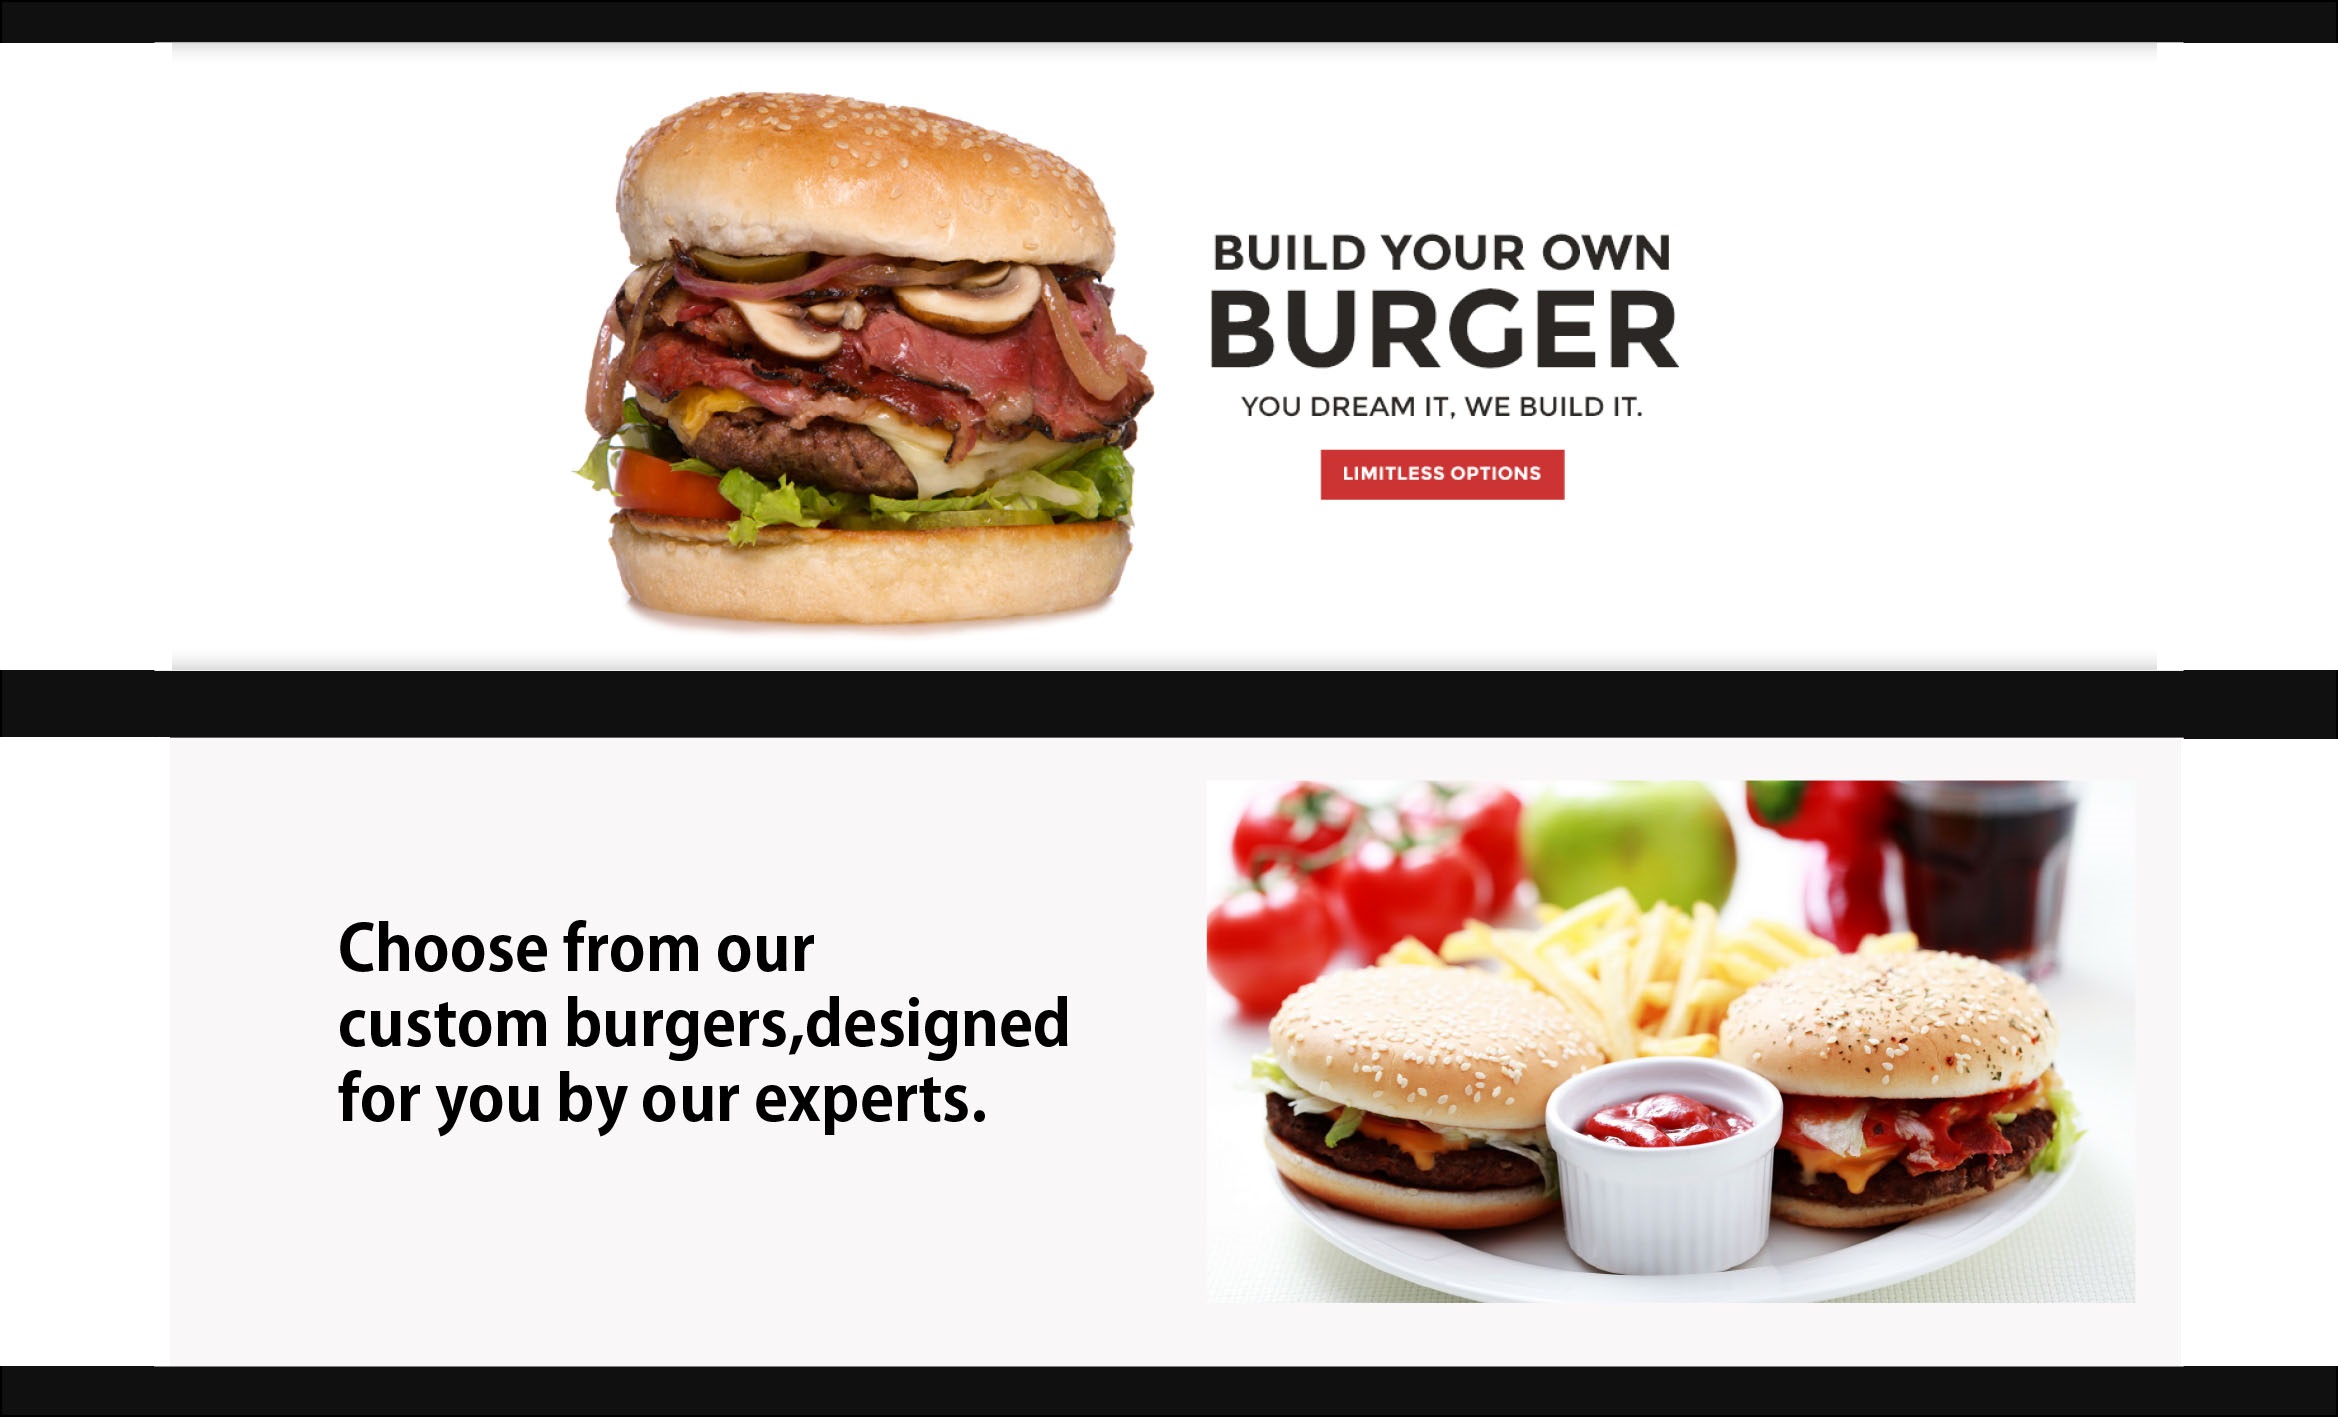 BUILD YOUR OWN
BURGER
YOU DREAM IT, WE BUILD IT.
LIMITLESS OPTIONS
Choose from our
custom burgers,designed
for you by our experts.